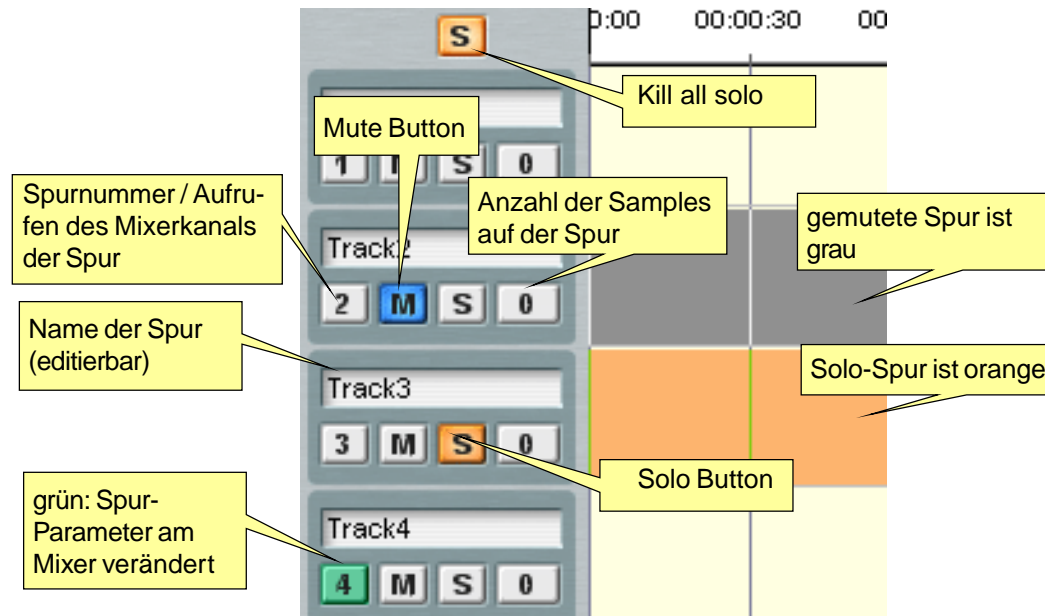 S
0:00 00:00:30 00
Kill all solo
Mute Button
1 M S 0
Spurnummer / Aufru-
fen des Mixerkanals
der Spur
Anzahl der Samples
auf der Spur
gemutete Spur ist
grau
Track2
2 M S 0
Name der Spur
(editierbar)
Solo-Spur ist orange
Track3
3 M S 0
Solo Button
grün: Spur-
Parameter am
Mixer verändert
Track4
4 M S 0